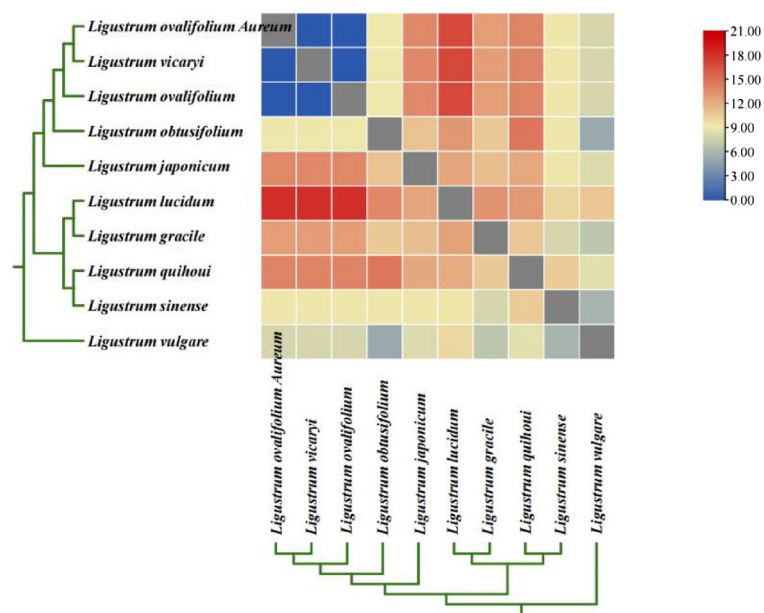 Ligustrum ovalifolium Aureum
Ligustrum vicaryi
Ligustrum ovalifolium
Ligustrum obtusifolium
Ligustrum japonicum
Ligustrum lucidum
Ligustrum gracile
Ligustrum quihoui
Ligustrum sinense
Ligustrum vulgare
21.00
18.00
15.00
12.00
9.00
6.00
3.00
0.00
Ligustrum ovalifolium Aureum
Ligustrum vicaryi
Ligustrum ovalifolium
Ligustrum obtusifolium
Ligustrum japonicum
Ligustrum lucidum
Ligustrum gracile
Ligustrum quihoui
Ligustrum sinense
Ligustrum vulgare